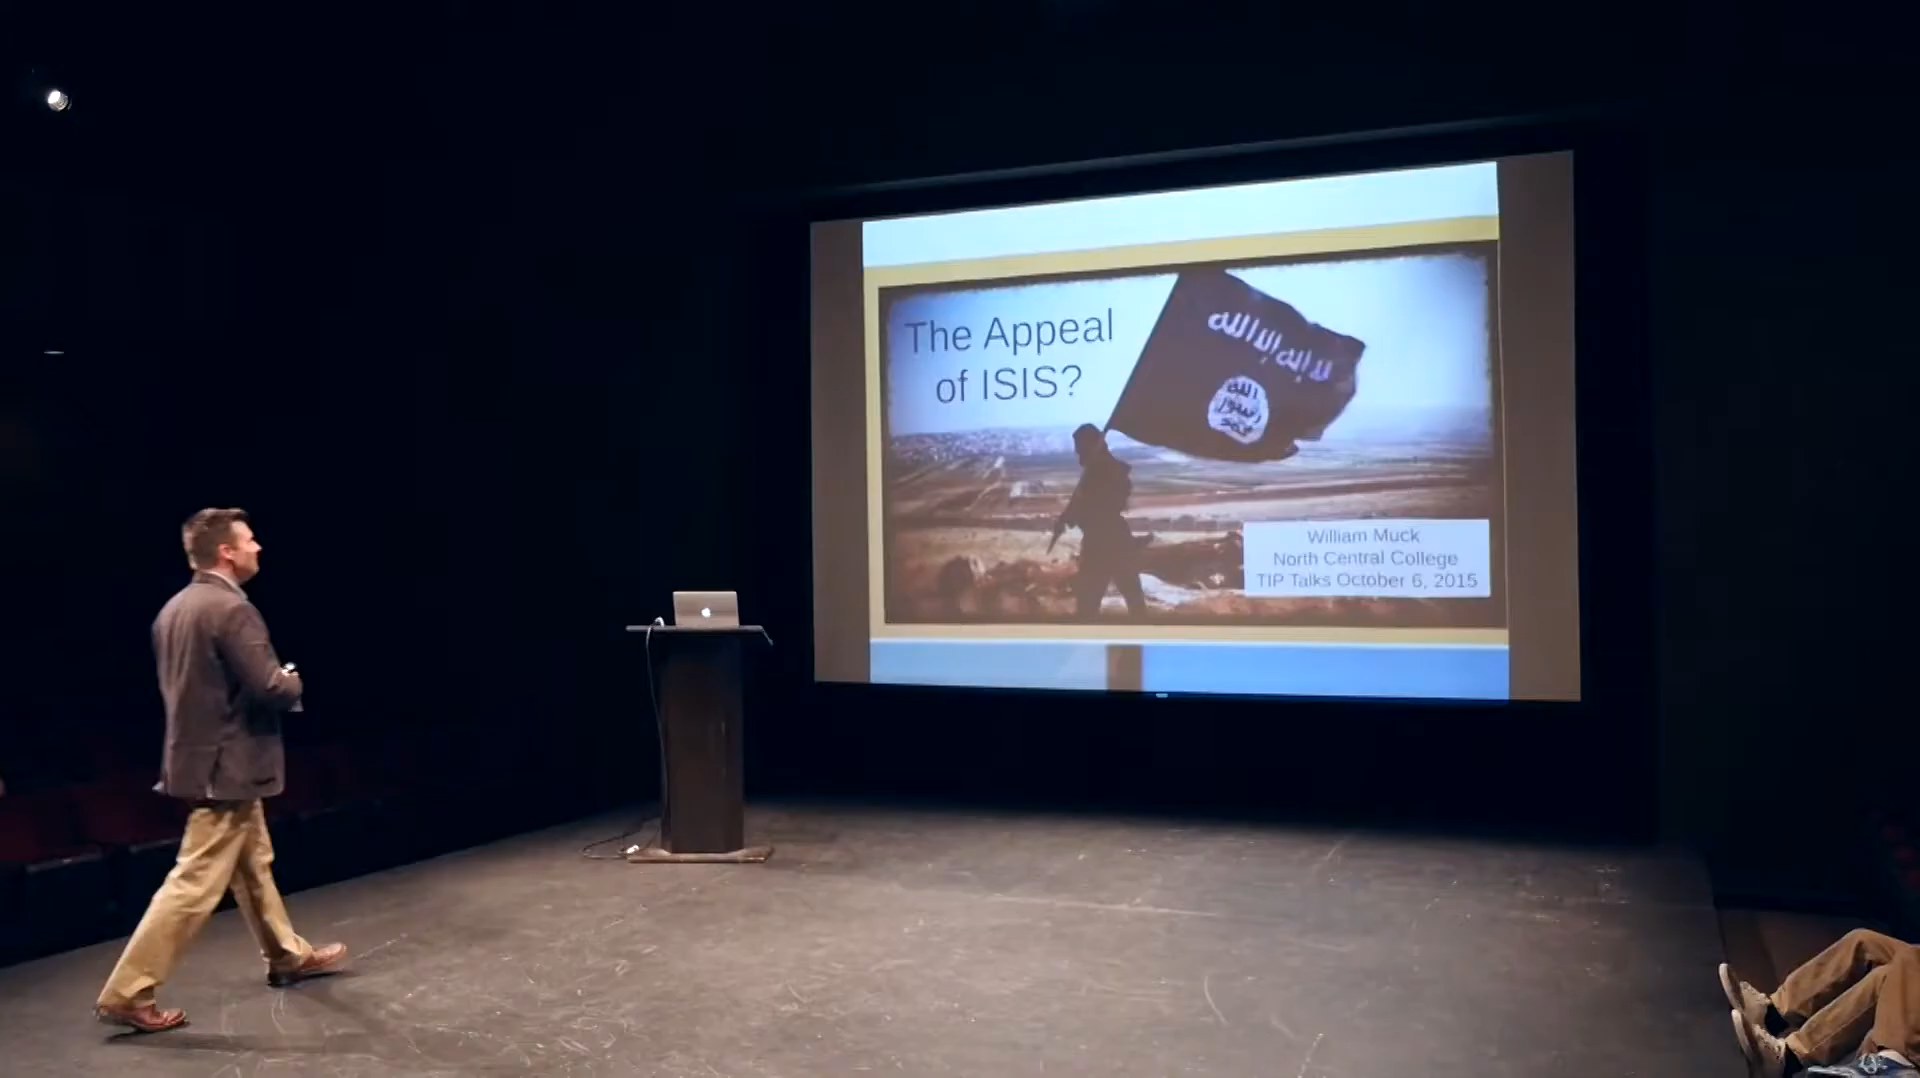 The Appeal
of ISIS?
لا إله إلا الله
الله
رسول
محمد
William Muck
North Central College
TIP Talks October 6, 2015